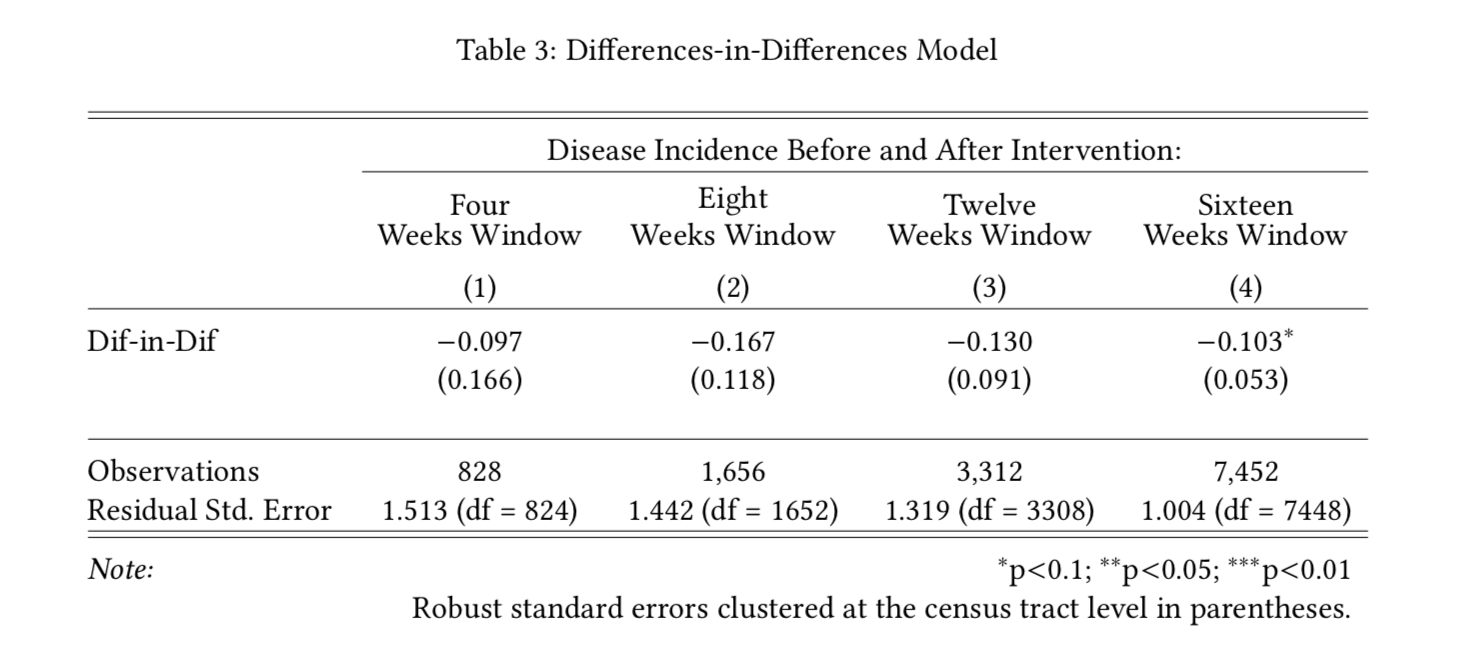 Table 3: Differences-in-Differences Model
Disease Incidence Before and After Intervention:
Four Eight Twelve Sixteen
Weeks Window Weeks Window Weeks Window Weeks Window
(1) (2) (3) (4)
Dif-in-Dif −0.097 −0.167 −0.130 −0.103*
(0.166) (0.118) (0.091) (0.053)
Observations 828 1,656 3,312 7,452
Residual Std. Error 1.513 (df = 824) 1.442 (df = 1652) 1.319 (df = 3308) 1.004 (df = 7448)
Note: *p<0.1; **p<0.05; ***p<0.01
Robust standard errors clustered at the census tract level in parentheses.